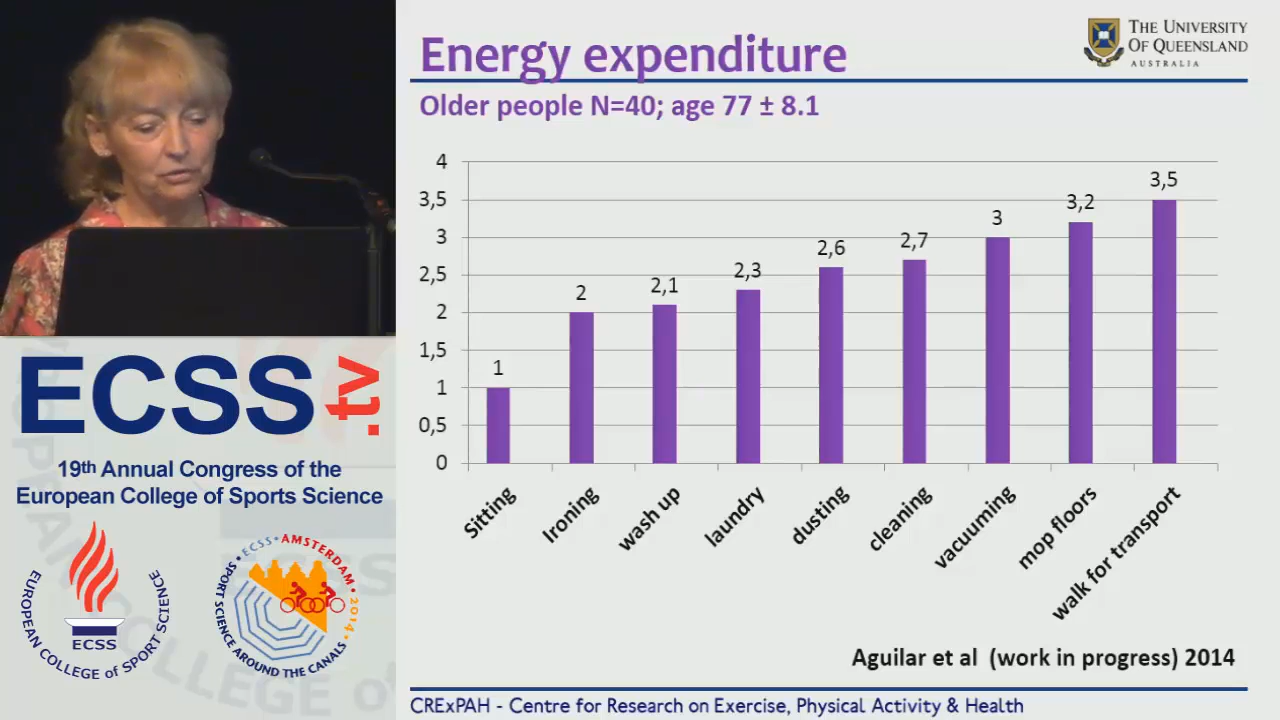 Energy expenditure
THE UNIVERSITY
OF QUEENSLAND
AUSTRALIA
Older people N=40; age 77 ± 8.1
4
3,5
3
2,5
2
1,5
1
0,5
0
1
2
2,1
2,3
2,6
2,7
3
3,2
3,5
Sitting
Ironing
wash up
laundry
dusting
cleaning
vacuuming
mop floors
walk for transport
Aguilar et al (work in progress) 2014
CRExPAH - Centre for Research on Exercise, Physical Activity & Health
ECSS.tv
19th Annual Congress of the
European College of Sports Science
EUROPEAN COLLEGE of SPORT SCIENCE
ECSS
•ECSS•AMSTERDAM•2014•
SPORT SCIENCE AROUND THE CANALS